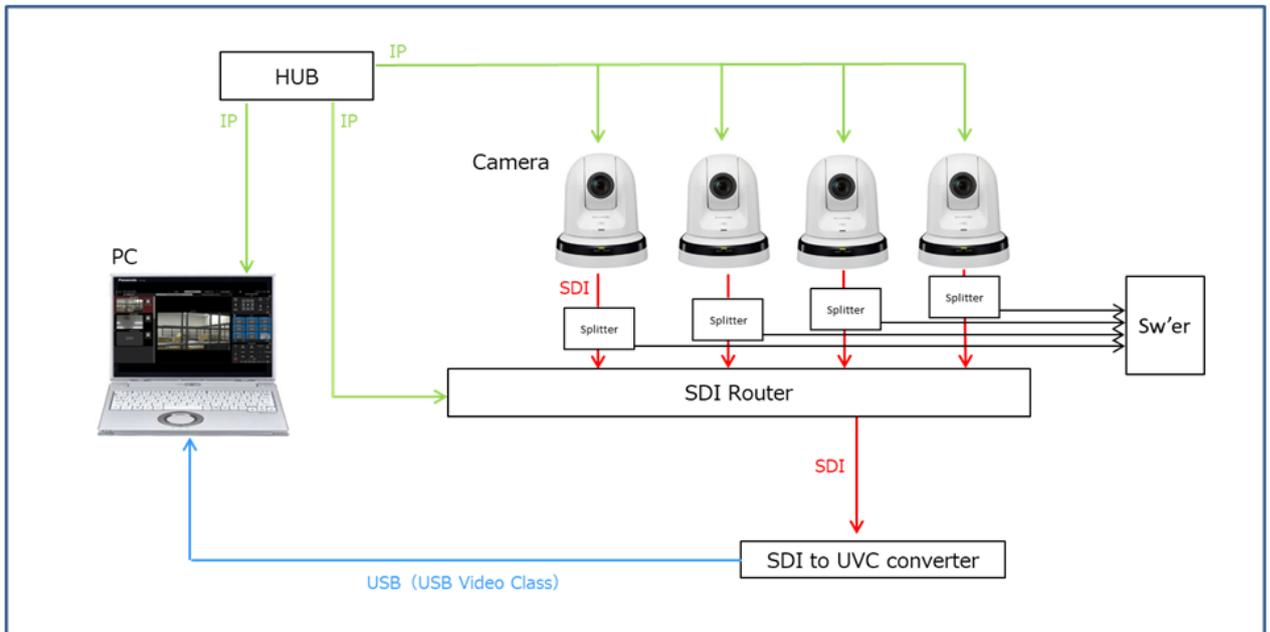 IP
HUB
IP
IP
Camera
PC
SDI
Splitter
Splitter
Splitter
Splitter
Sw'er
SDI Router
SDI
SDI to UVC converter
USB（USB Video Class）